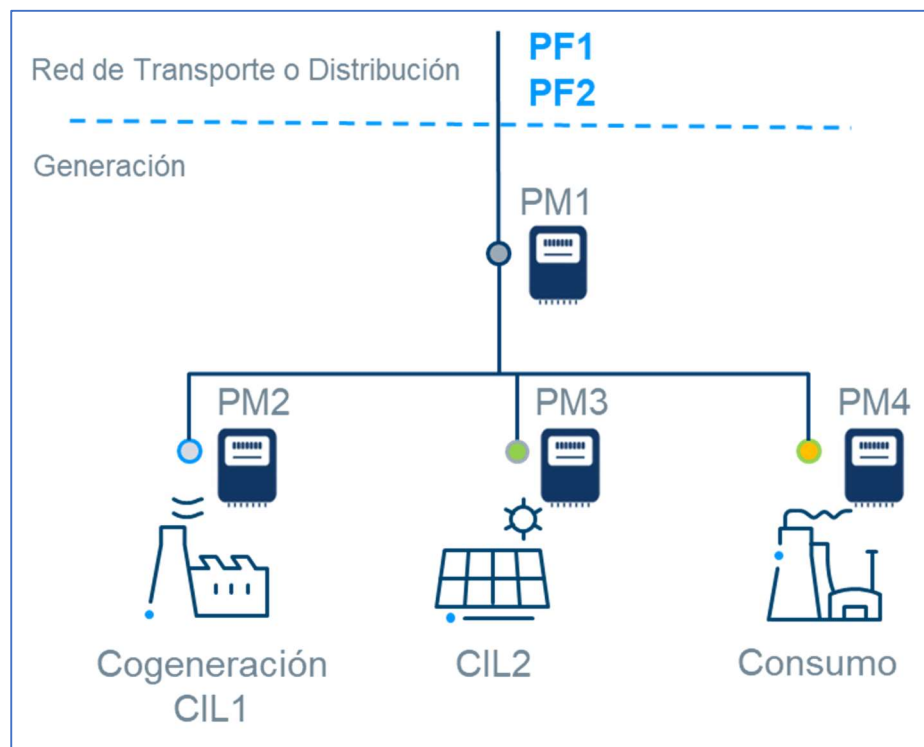 PF1
Red de Transporte o Distribución
PF2
Generación
PM1
PM2
PM3
PM4
Cogeneración
CIL1
CIL2
Consumo